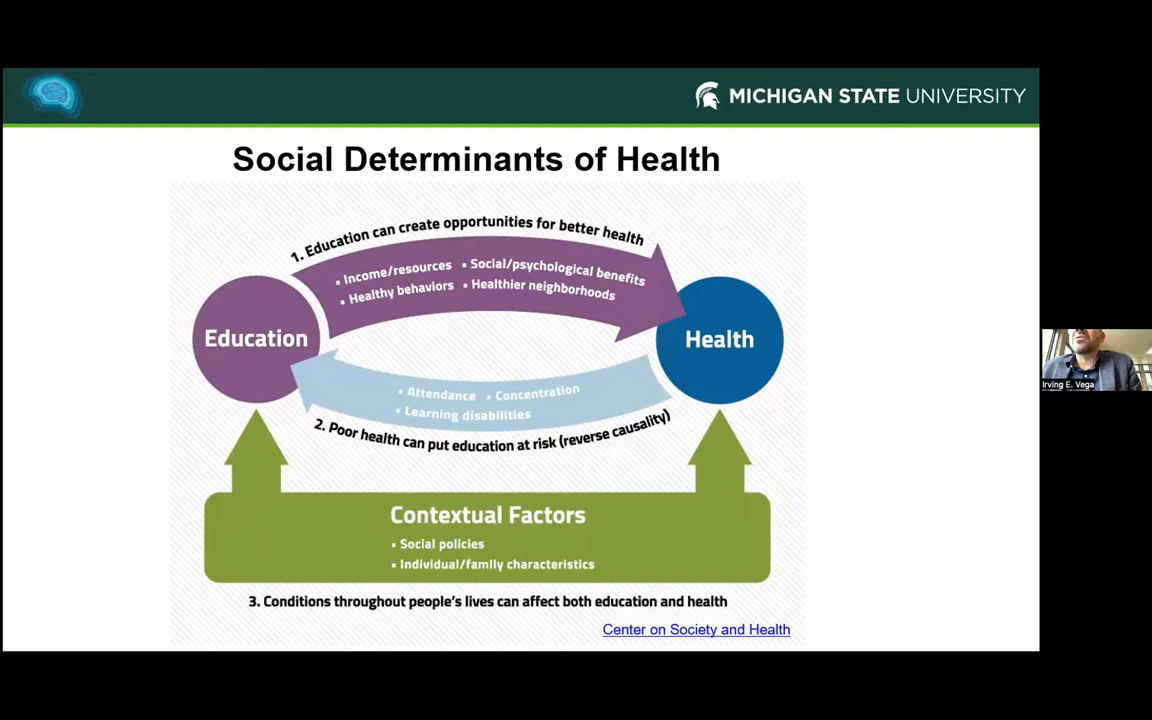 MICHIGAN STATE UNIVERSITY
Social Determinants of Health
1. Education can create opportunities for better health
• Income/resources • Social/psychological benefits
• Healthy behaviors • Healthier neighborhoods
Education
Health
• Attendance • Concentration
• Learning disabilities
2. Poor health can put education at risk (reverse causality)
Contextual Factors
• Social policies
• Individual/family characteristics
3. Conditions throughout people's lives can affect both education and health
Center on Society and Health
Irving E. Vega